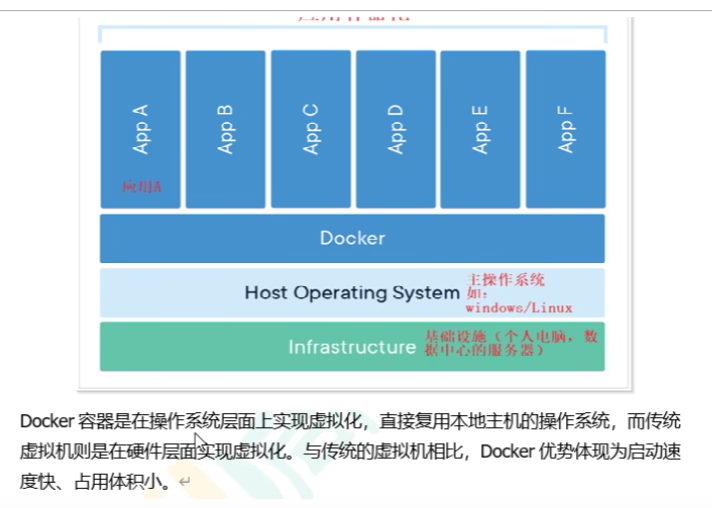 App A
App B
App C
App D
App E
App F
应用A
Docker
Host Operating System
主操作系统
如:
windows/Linux
Infrastructure
基础设施（个人电脑，数
据中心的服务器）
Docker 容器是在操作系统层面上实现虚拟化，直接复用本地主机的操作系统，而传统
虚拟机则是在硬件层面实现虚拟化。与传统的虚拟机相比，Docker 优势体现为启动速
度快、占用体积小。